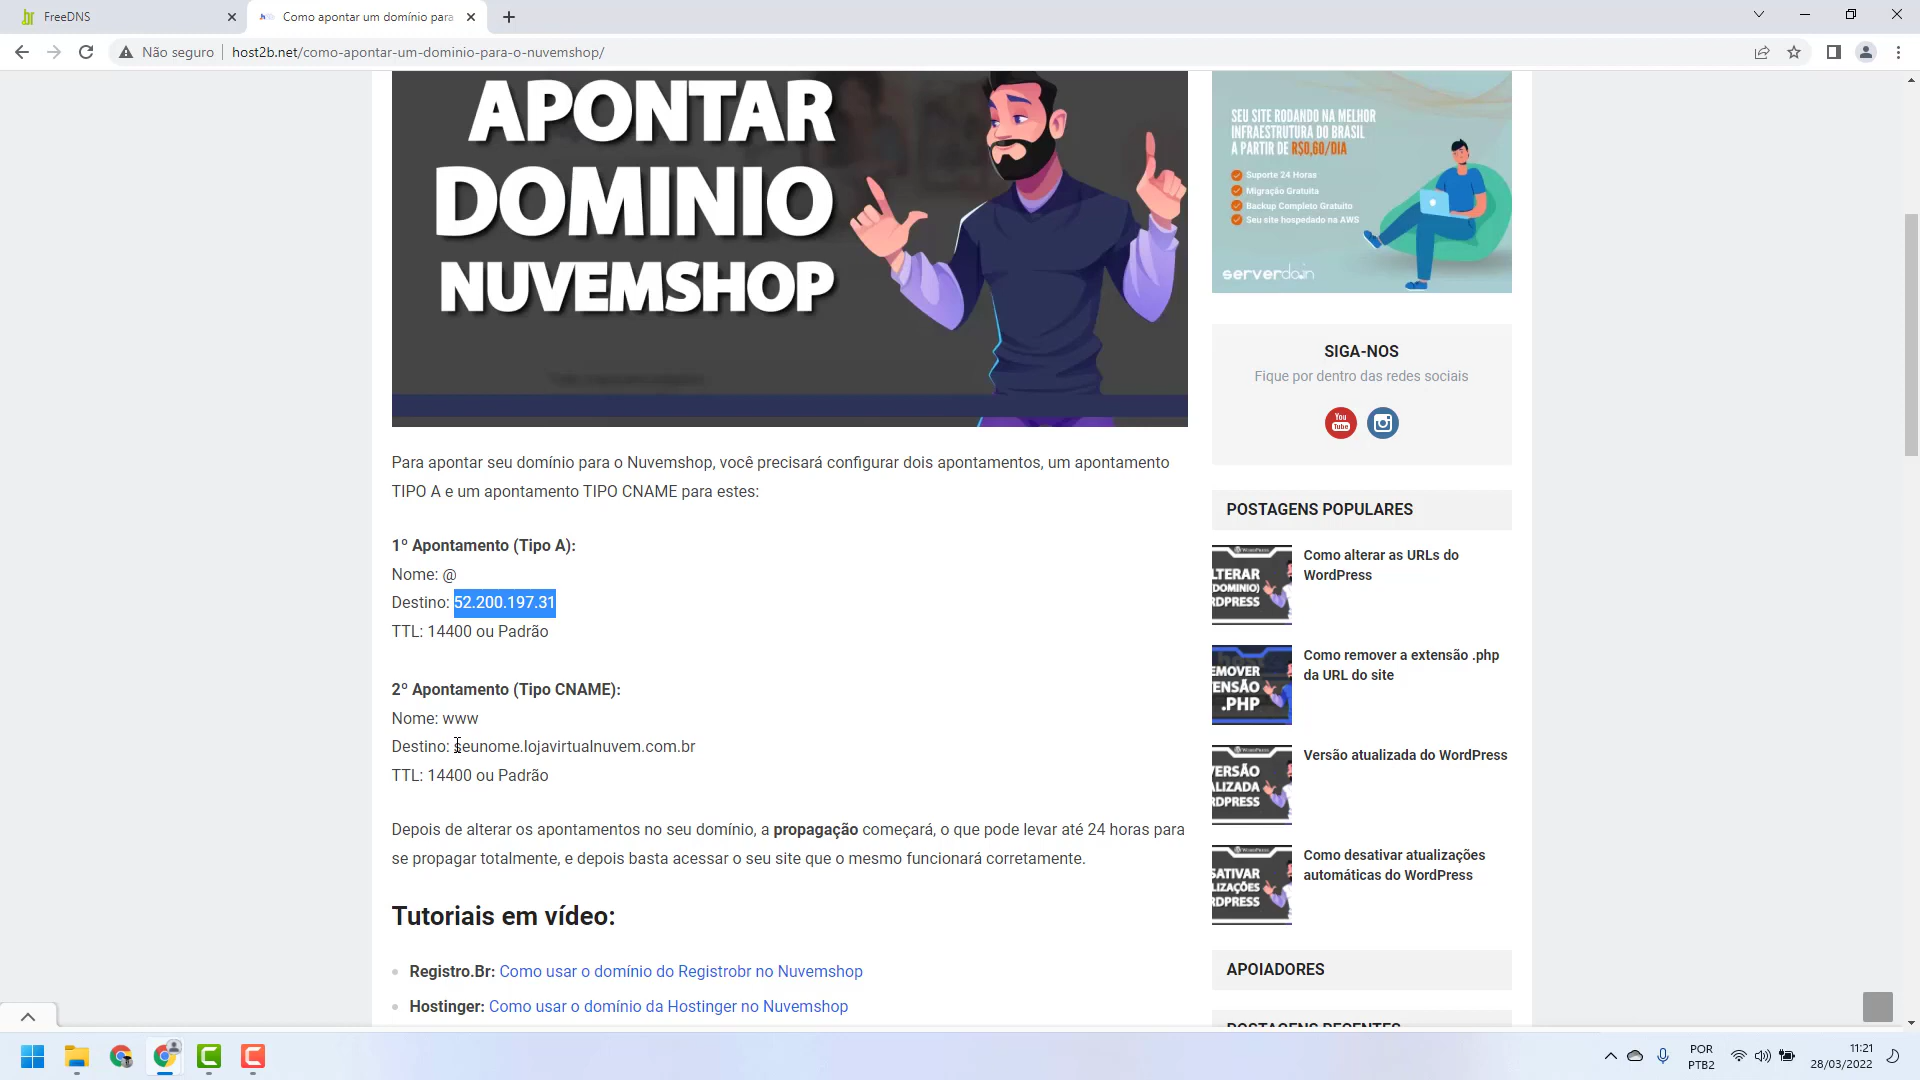 FreeDNS
Como apontar um domínio para
Não seguro
host2b.net/como-apontar-um-dominio-para-o-nuvemshop/
APONTAR
DOMINIO
NUVEMSHOP
SEU SITE RODANDO NA MELHOR
INFRAESTRUTURA DO BRASIL
A PARTIR DE R$0,60/DIA
Suporte 24 Horas
Migração Gratuita
Backup Completo Gratuito
Seu site hospedado na AWS
SIGA-NOS
Fique por dentro das redes sociais
You
Tube
Para apontar seu domínio para o Nuvemshop, você precisará configurar dois apontamentos, um apontamento
TIPO A e um apontamento TIPO CNAME para estes:
1º Apontamento (Tipo A):
Nome: @
Destino: 52.200.197.31
TTL: 14400 ou Padrão
2º Apontamento (Tipo CNAME):
Nome: www
Destino: seunome.lojavirtualnuvem.com.br
TTL: 14400 ou Padrão
Depois de alterar os apontamentos no seu domínio, a propagação começará, o que pode levar até 24 horas para
se propagar totalmente, e depois basta acessar o seu site que o mesmo funcionará corretamente.
Tutoriais em vídeo:
Registro.Br: Como usar o domínio do Registrobr no Nuvemshop
Hostinger: Como usar o domínio da Hostinger no Nuvemshop
POSTAGENS POPULARES
Como alterar as URLs do
WordPress
Como remover a extensão .php
da URL do site
Versão atualizada do WordPress
Como desativar atualizações
automáticas do WordPress
APOIADORES
POSTAGENS RECENTES
POR
PTB2
11:21
28/03/2022